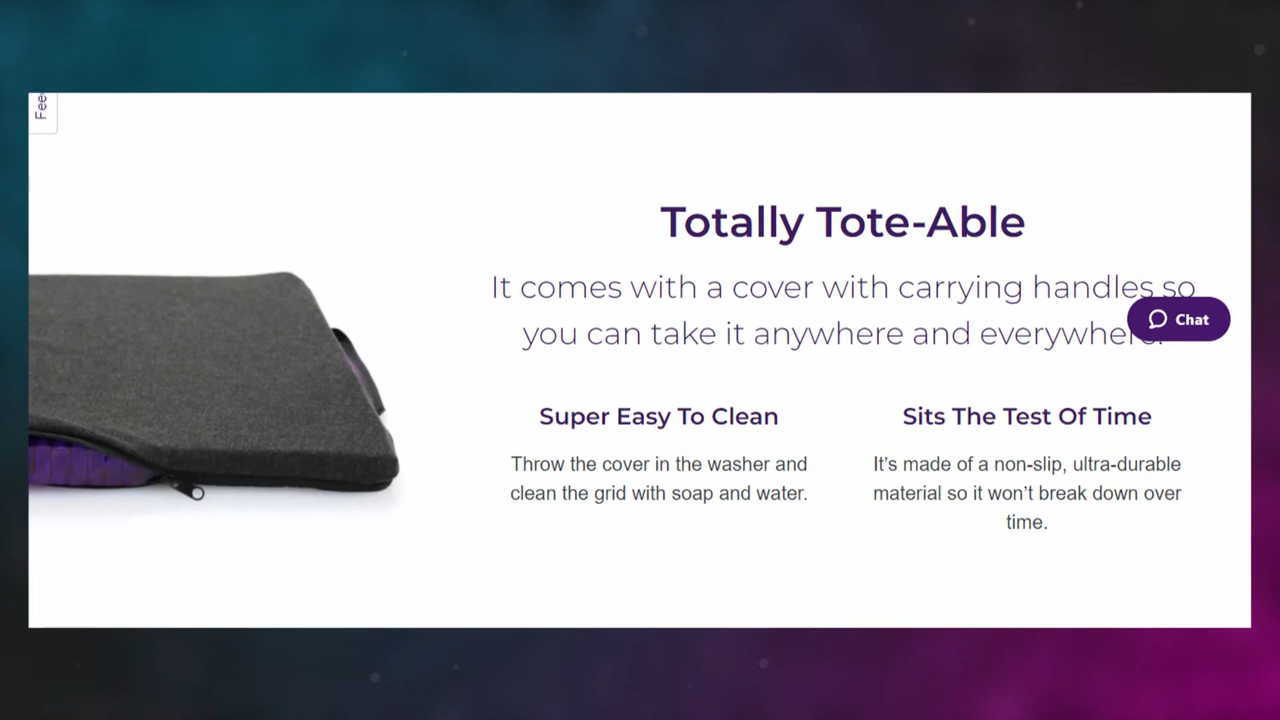 Fee
Totally Tote-Able
It comes with a cover with carrying handles so
you can take it anywhere and everywhere.
Chat
Super Easy To Clean
Throw the cover in the washer and
clean the grid with soap and water.
Sits The Test Of Time
It's made of a non-slip, ultra-durable
material so it won't break down over
time.